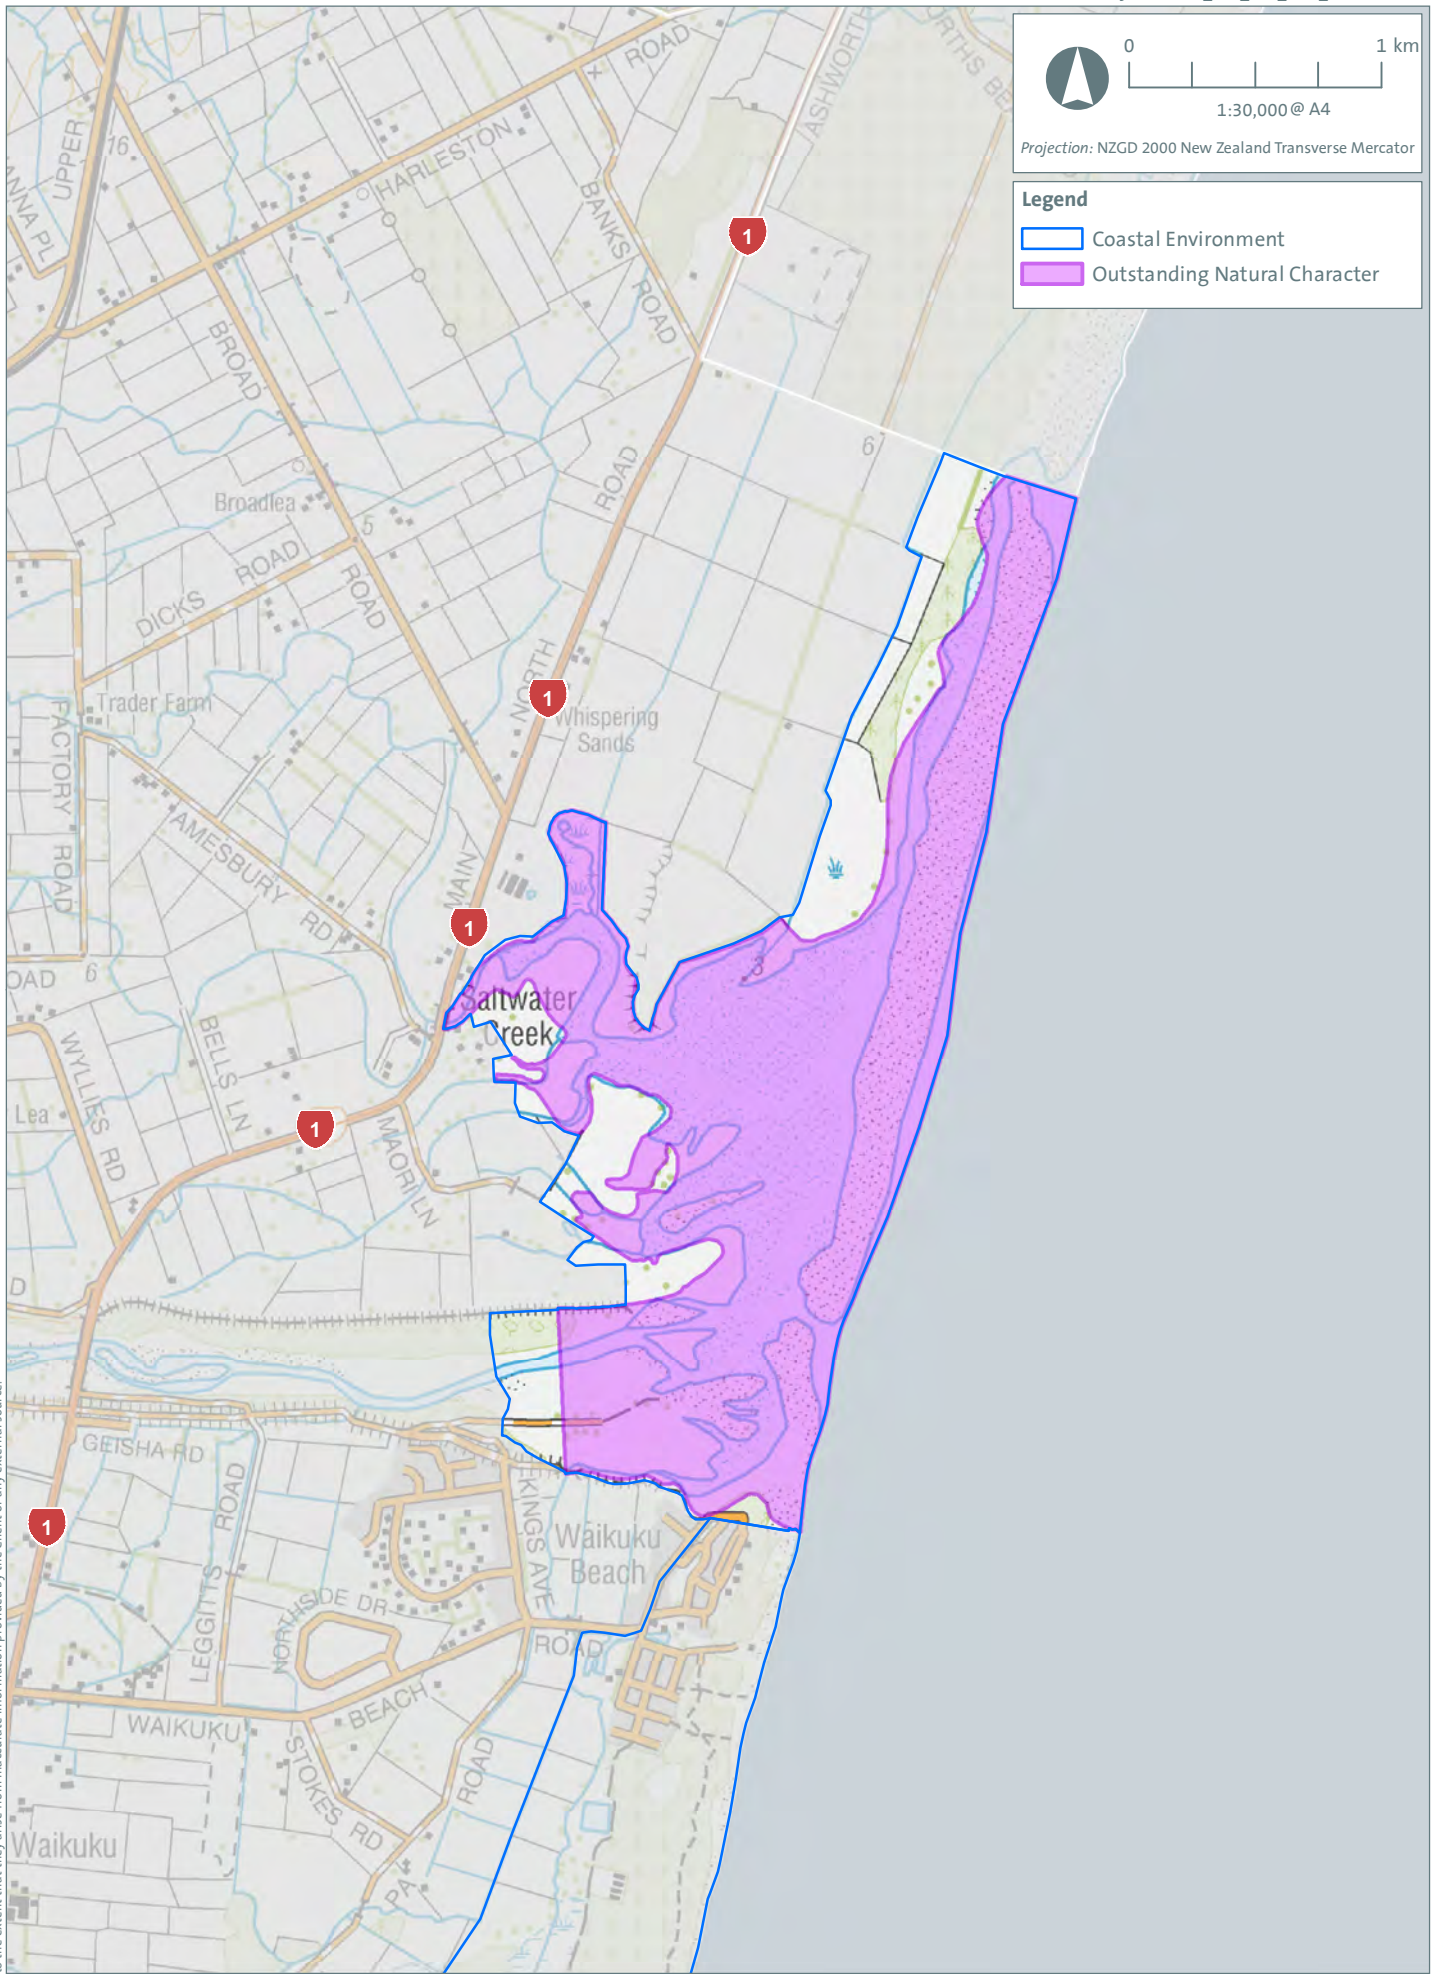 0 1 km
1:30,000 @ A4
Projection: NZGD 2000 New Zealand Transverse Mercator
Legend
Coastal Environment
Outstanding Natural Character
ROAD
ASHWORTH
UPPER
16
HARLESTON
BANKS
ROAD
1
BROAD
6
ROAD
Broadlea
5
ROAD
DICKS
ROAD
NORTH
1
Trader Farm
Whispering
Sands
FACTORY
ROAD
AMESBURY
RD
MAIN
1
3
6
Saltwater
Creek
BELLS LN
WYLLIES RD
Lea
1
MAORI LN
D
GEISHA RD
ROAD
LEGGITTS
KINGS AVE
1
Waikuku
Beach
NORTHSIDE DR
ROAD
BEACH
WAIKUKU
STOKES RD
ROAD
Waikuku
PA